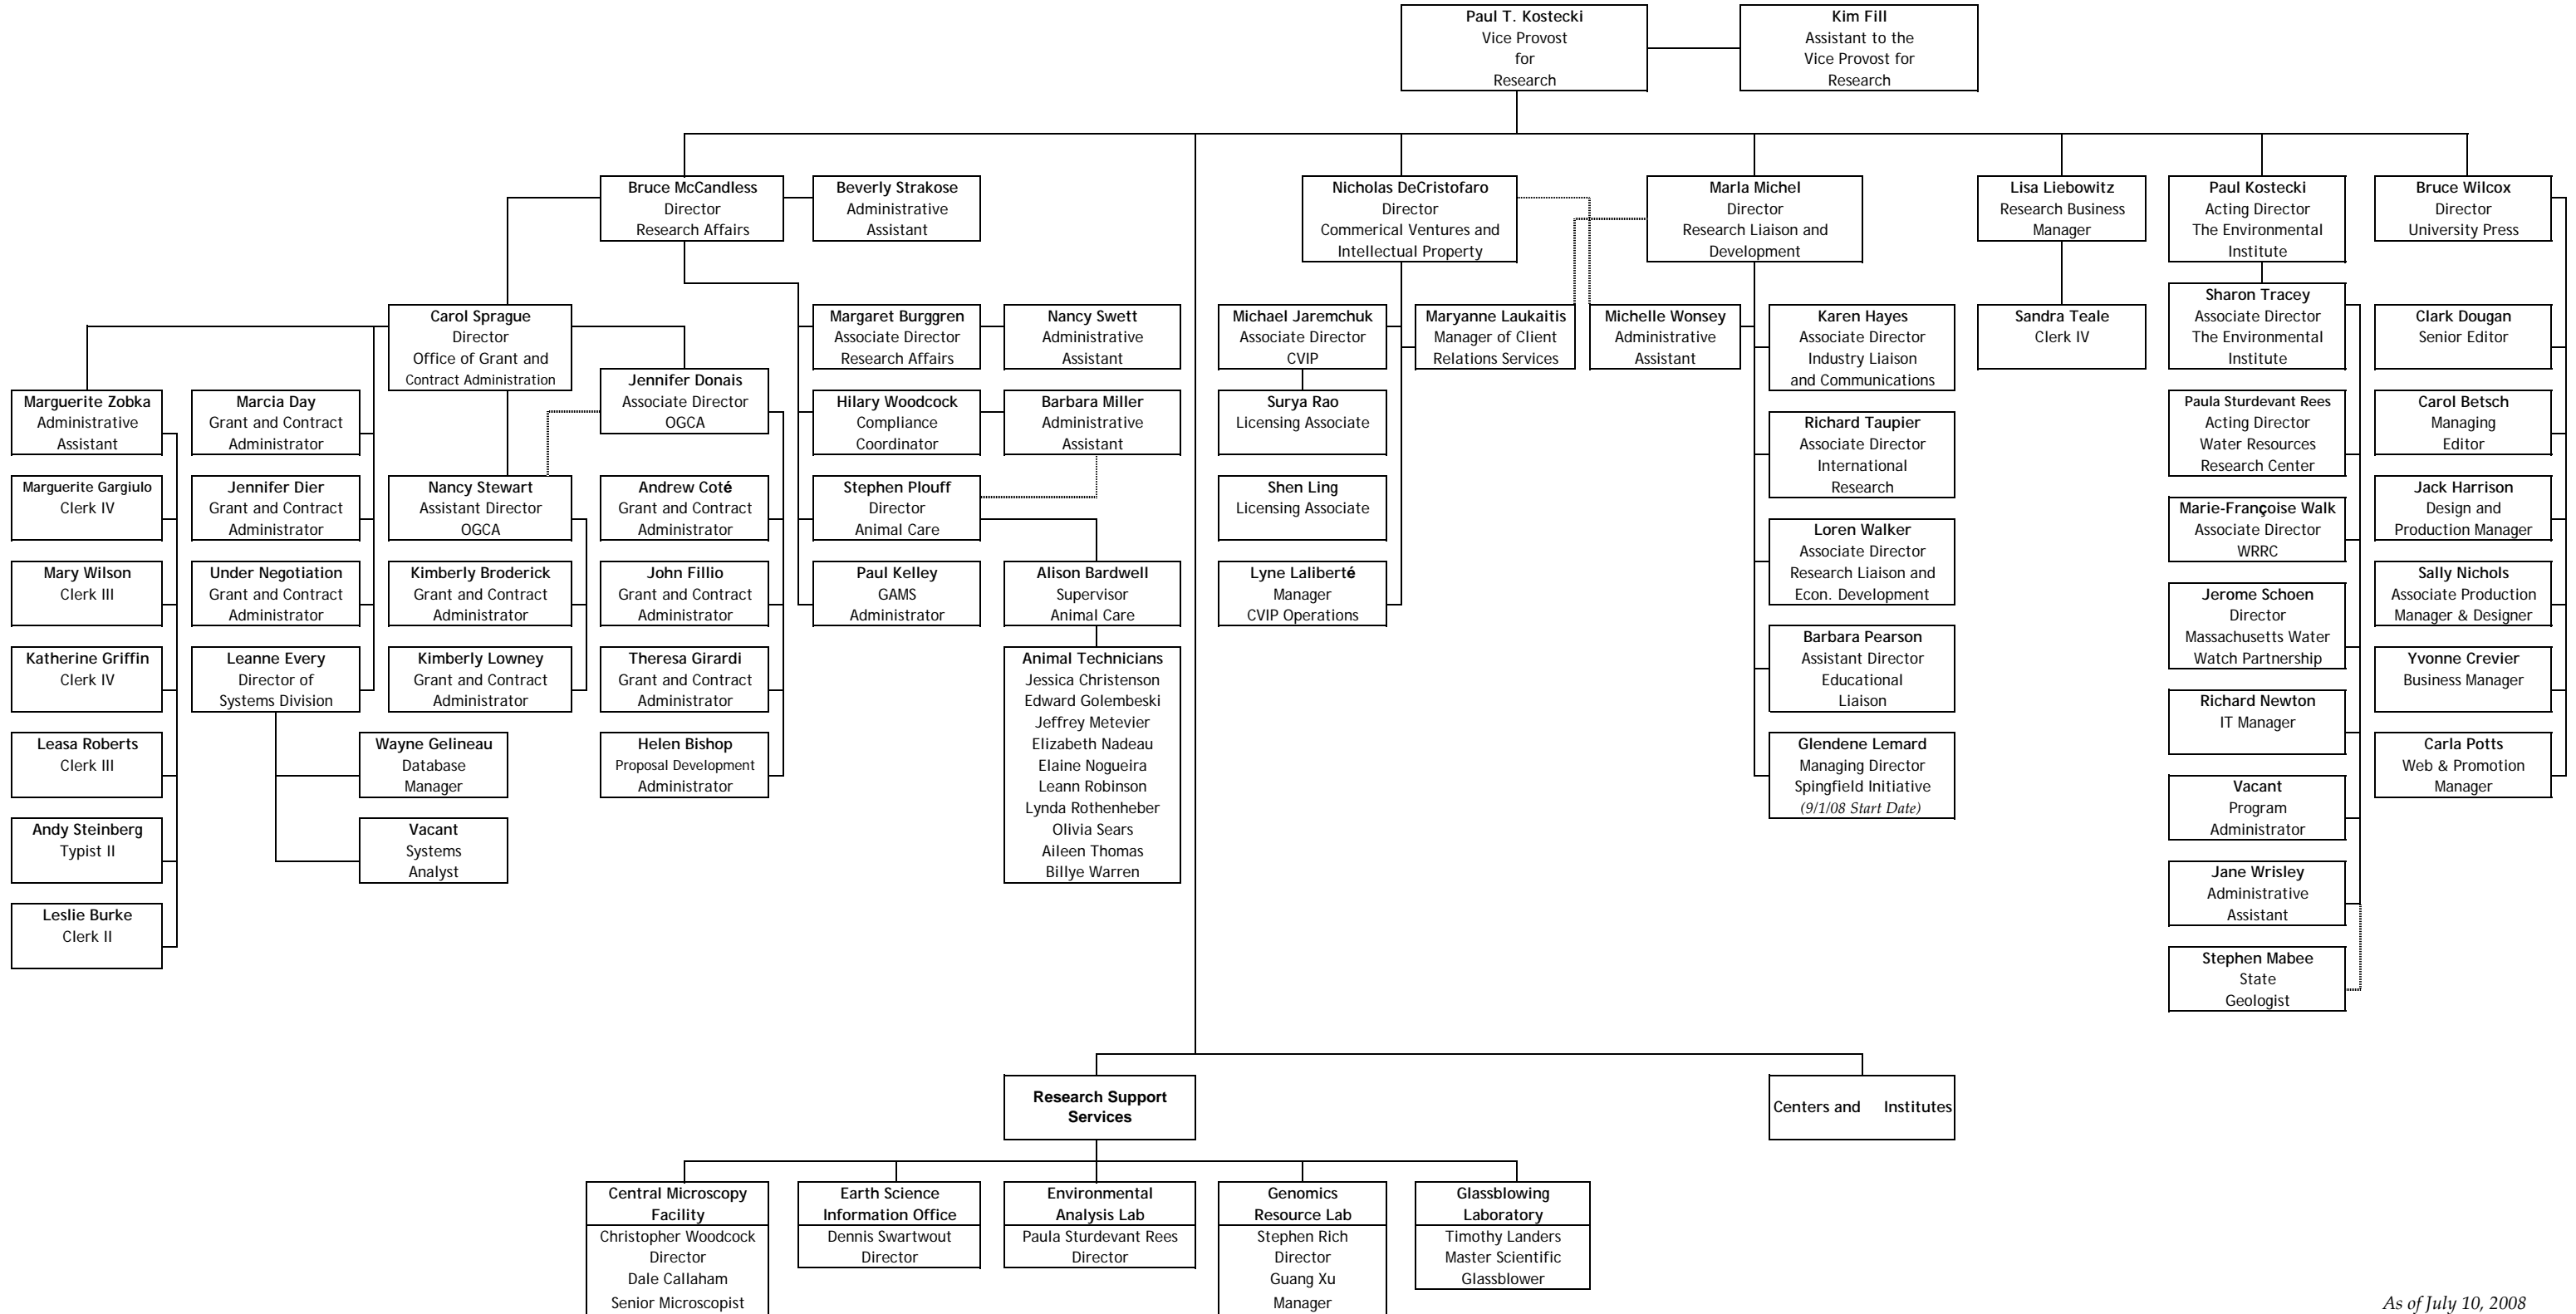 Paul T. Kostecki
Vice Provost
for
Research
Kim Fill
Assistant to the
Vice Provost for
Research
Bruce McCandless
Director
Research Affairs
Beverly Strakose
Administrative
Assistant
Nicholas DeCristofaro
Director
Commerical Ventures and
Intellectual Property
Marla Michel
Director
Research Liaison and
Development
Lisa Liebowitz
Research Business
Manager
Paul Kostecki
Acting Director
The Environmental
Institute
Bruce Wilcox
Director
University Press
Carol Sprague
Director
Office of Grant and
Contract Administration
Margaret Burggren
Associate Director
Research Affairs
Nancy Swett
Administrative
Assistant
Michael Jaremchuk
Associate Director
CVIP
Maryanne Laukaitis
Manager of Client
Relations Services
Michelle Wonsey
Administrative
Assistant
Karen Hayes
Associate Director
Industry Liaison
and Communications
Sandra Teale
Clerk IV
Sharon Tracey
Associate Director
The Environmental
Institute
Clark Dougan
Senior Editor
Marguerite Zobka
Administrative
Assistant
Marcia Day
Grant and Contract
Administrator
Jennifer Donais
Associate Director
OGCA
Hilary Woodcock
Compliance
Coordinator
Barbara Miller
Administrative
Assistant
Surya Rao
Licensing Associate
Richard Taupier
Associate Director
International
Research
Paula Sturdevant Rees
Acting Director
Water Resources
Research Center
Carol Betsch
Managing
Editor
Marguerite Gargiulo
Clerk IV
Jennifer Dier
Grant and Contract
Administrator
Nancy Stewart
Assistant Director
OGCA
Andrew Coté
Grant and Contract
Administrator
Stephen Plouff
Director
Animal Care
Shen Ling
Licensing Associate
Loren Walker
Associate Director
Research Liaison and
Econ. Development
Marie-Françoise Walk
Associate Director
WRRC
Jack Harrison
Design and
Production Manager
Mary Wilson
Clerk III
Under Negotiation
Grant and Contract
Administrator
Kimberly Broderick
Grant and Contract
Administrator
John Fillio
Grant and Contract
Administrator
Paul Kelley
GAMS
Administrator
Alison Bardwell
Supervisor
Animal Care
Lyne Laliberté
Manager
CVIP Operations
Barbara Pearson
Assistant Director
Educational
Liaison
Jerome Schoen
Director
Massachusetts Water
Watch Partnership
Sally Nichols
Associate Production
Manager & Designer
Katherine Griffin
Clerk IV
Leanne Every
Director of
Systems Division
Kimberly Lowney
Grant and Contract
Administrator
Theresa Girardi
Grant and Contract
Administrator
Animal Technicians
Jessica Christenson
Edward Golembeski
Jeffrey Metevier
Elizabeth Nadeau
Elaine Nogueira
Leann Robinson
Lynda Rothenheber
Olivia Sears
Aileen Thomas
Billye Warren
Glendene Lemard
Managing Director
Spingfield Initiative
(9/1/08 Start Date)
Richard Newton
IT Manager
Yvonne Crevier
Business Manager
Leasa Roberts
Clerk III
Wayne Gelineau
Database
Manager
Helen Bishop
Proposal Development
Administrator
Vacant
Program
Administrator
Carla Potts
Web & Promotion
Manager
Andy Steinberg
Typist II
Vacant
Systems
Analyst
Jane Wrisley
Administrative
Assistant
Leslie Burke
Clerk II
Stephen Mabee
State
Geologist
Research Support
Services
Centers and Institutes
Central Microscopy
Facility
Christopher Woodcock
Director
Dale Callaham
Senior Microscopist
Earth Science
Information Office
Dennis Swartwout
Director
Environmental
Analysis Lab
Paula Sturdevant Rees
Director
Genomics
Resource Lab
Stephen Rich
Director
Guang Xu
Manager
Glassblowing
Laboratory
Timothy Landers
Master Scientific
Glassblower
As of July 10, 2008